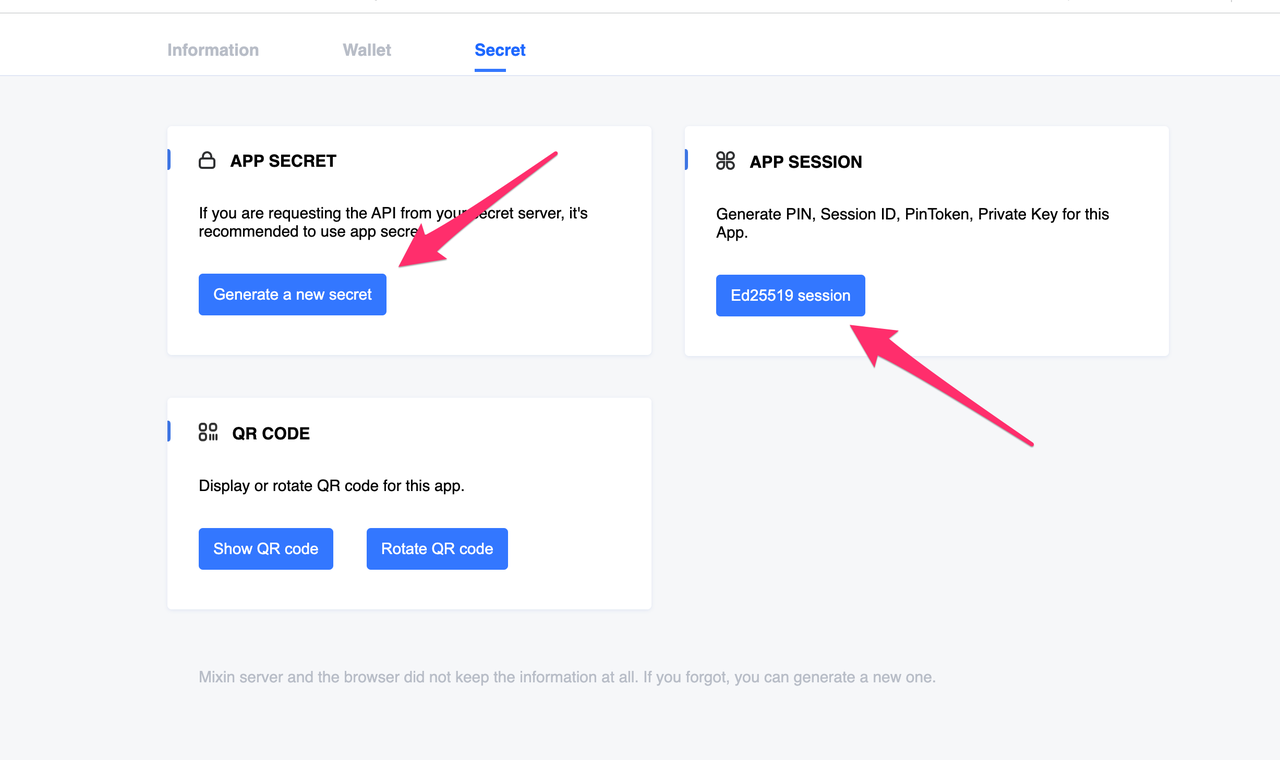 Information
Wallet
Secret
APP SECRET
If you are requesting the API from your secret server, it's
recommended to use app secre
Generate a new secret
APP SESSION
Generate PIN, Session ID, PinToken, Private Key for this
App.
Ed25519 session
QR CODE
Display or rotate QR code for this app.
Show QR code
Rotate QR code
Mixin server and the browser did not keep the information at all. If you forgot, you can generate a new one.